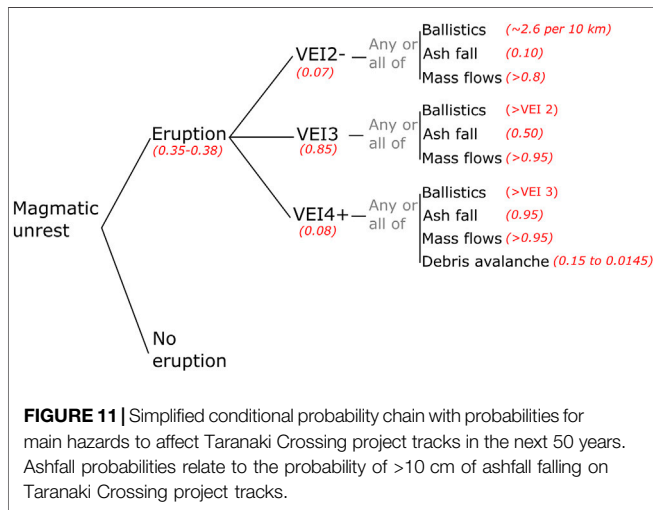 Magmatic
unrest
Eruption
(0.35-0.38)
No
eruption
VEI2-
(0.07)
Any or
all of
Ballistics (~2.6 per 10 km)
Ash fall (0.10)
Mass flows (>0.8)
VEI3
(0.85)
Any or
all of
Ballistics (>VEI 2)
Ash fall (0.50)
Mass flows (>0.95)
VEI4+
(0.08)
Any or
all of
Ballistics (>VEI 3)
Ash fall (0.95)
Mass flows (>0.95)
Debris avalanche (0.15 to 0.0145)
FIGURE 11 | Simplified conditional probability chain with probabilities for
main hazards to affect Taranaki Crossing project tracks in the next 50 years.
Ashfall probabilities relate to the probability of >10 cm of ashfall falling on
Taranaki Crossing project tracks.